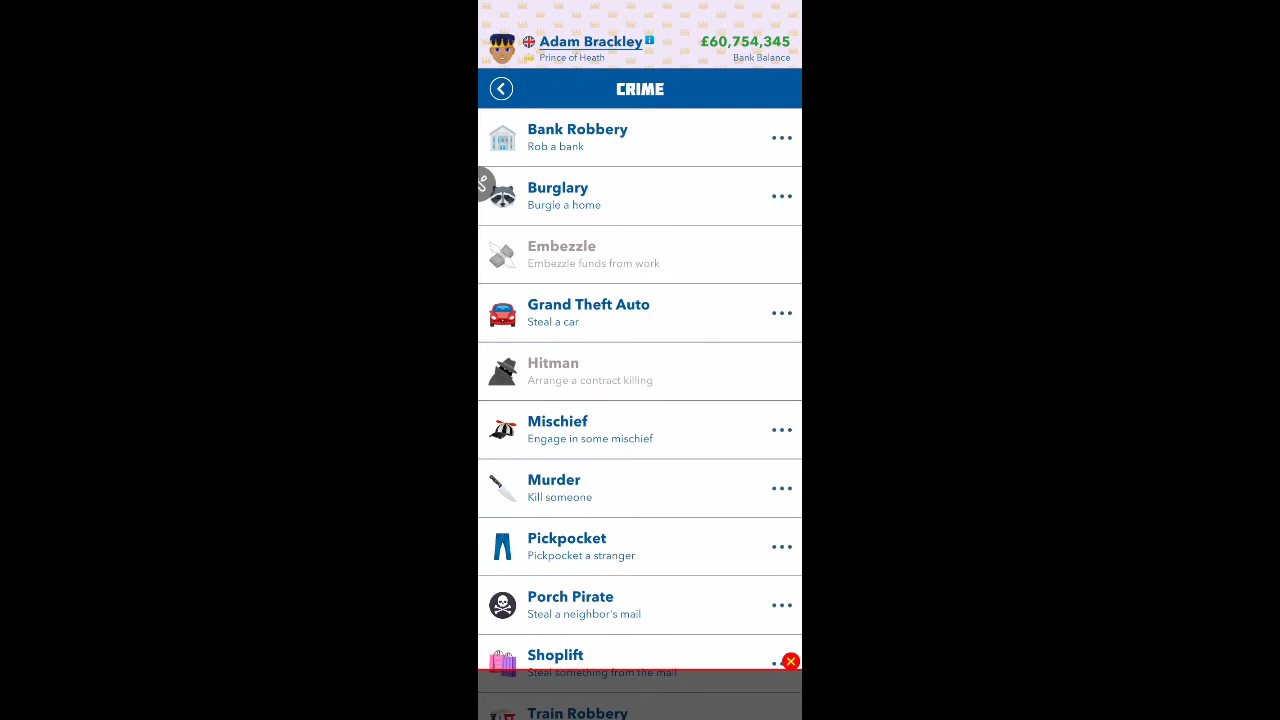 Adam Brackley
£60,754,345
Prince of Heath
Bank Balance
CRIME
Bank Robbery
Rob a bank
Burglary
Burgle a home
Embezzle
Embezzle funds from work
Grand Theft Auto
Steal a car
Hitman
Arrange a contract killing
Mischief
Engage in some mischief
Murder
Kill someone
Pickpocket
Pickpocket a stranger
Porch Pirate
Steal a neighbor's mail
Shoplift
Steal something from the mall
Train Robbery